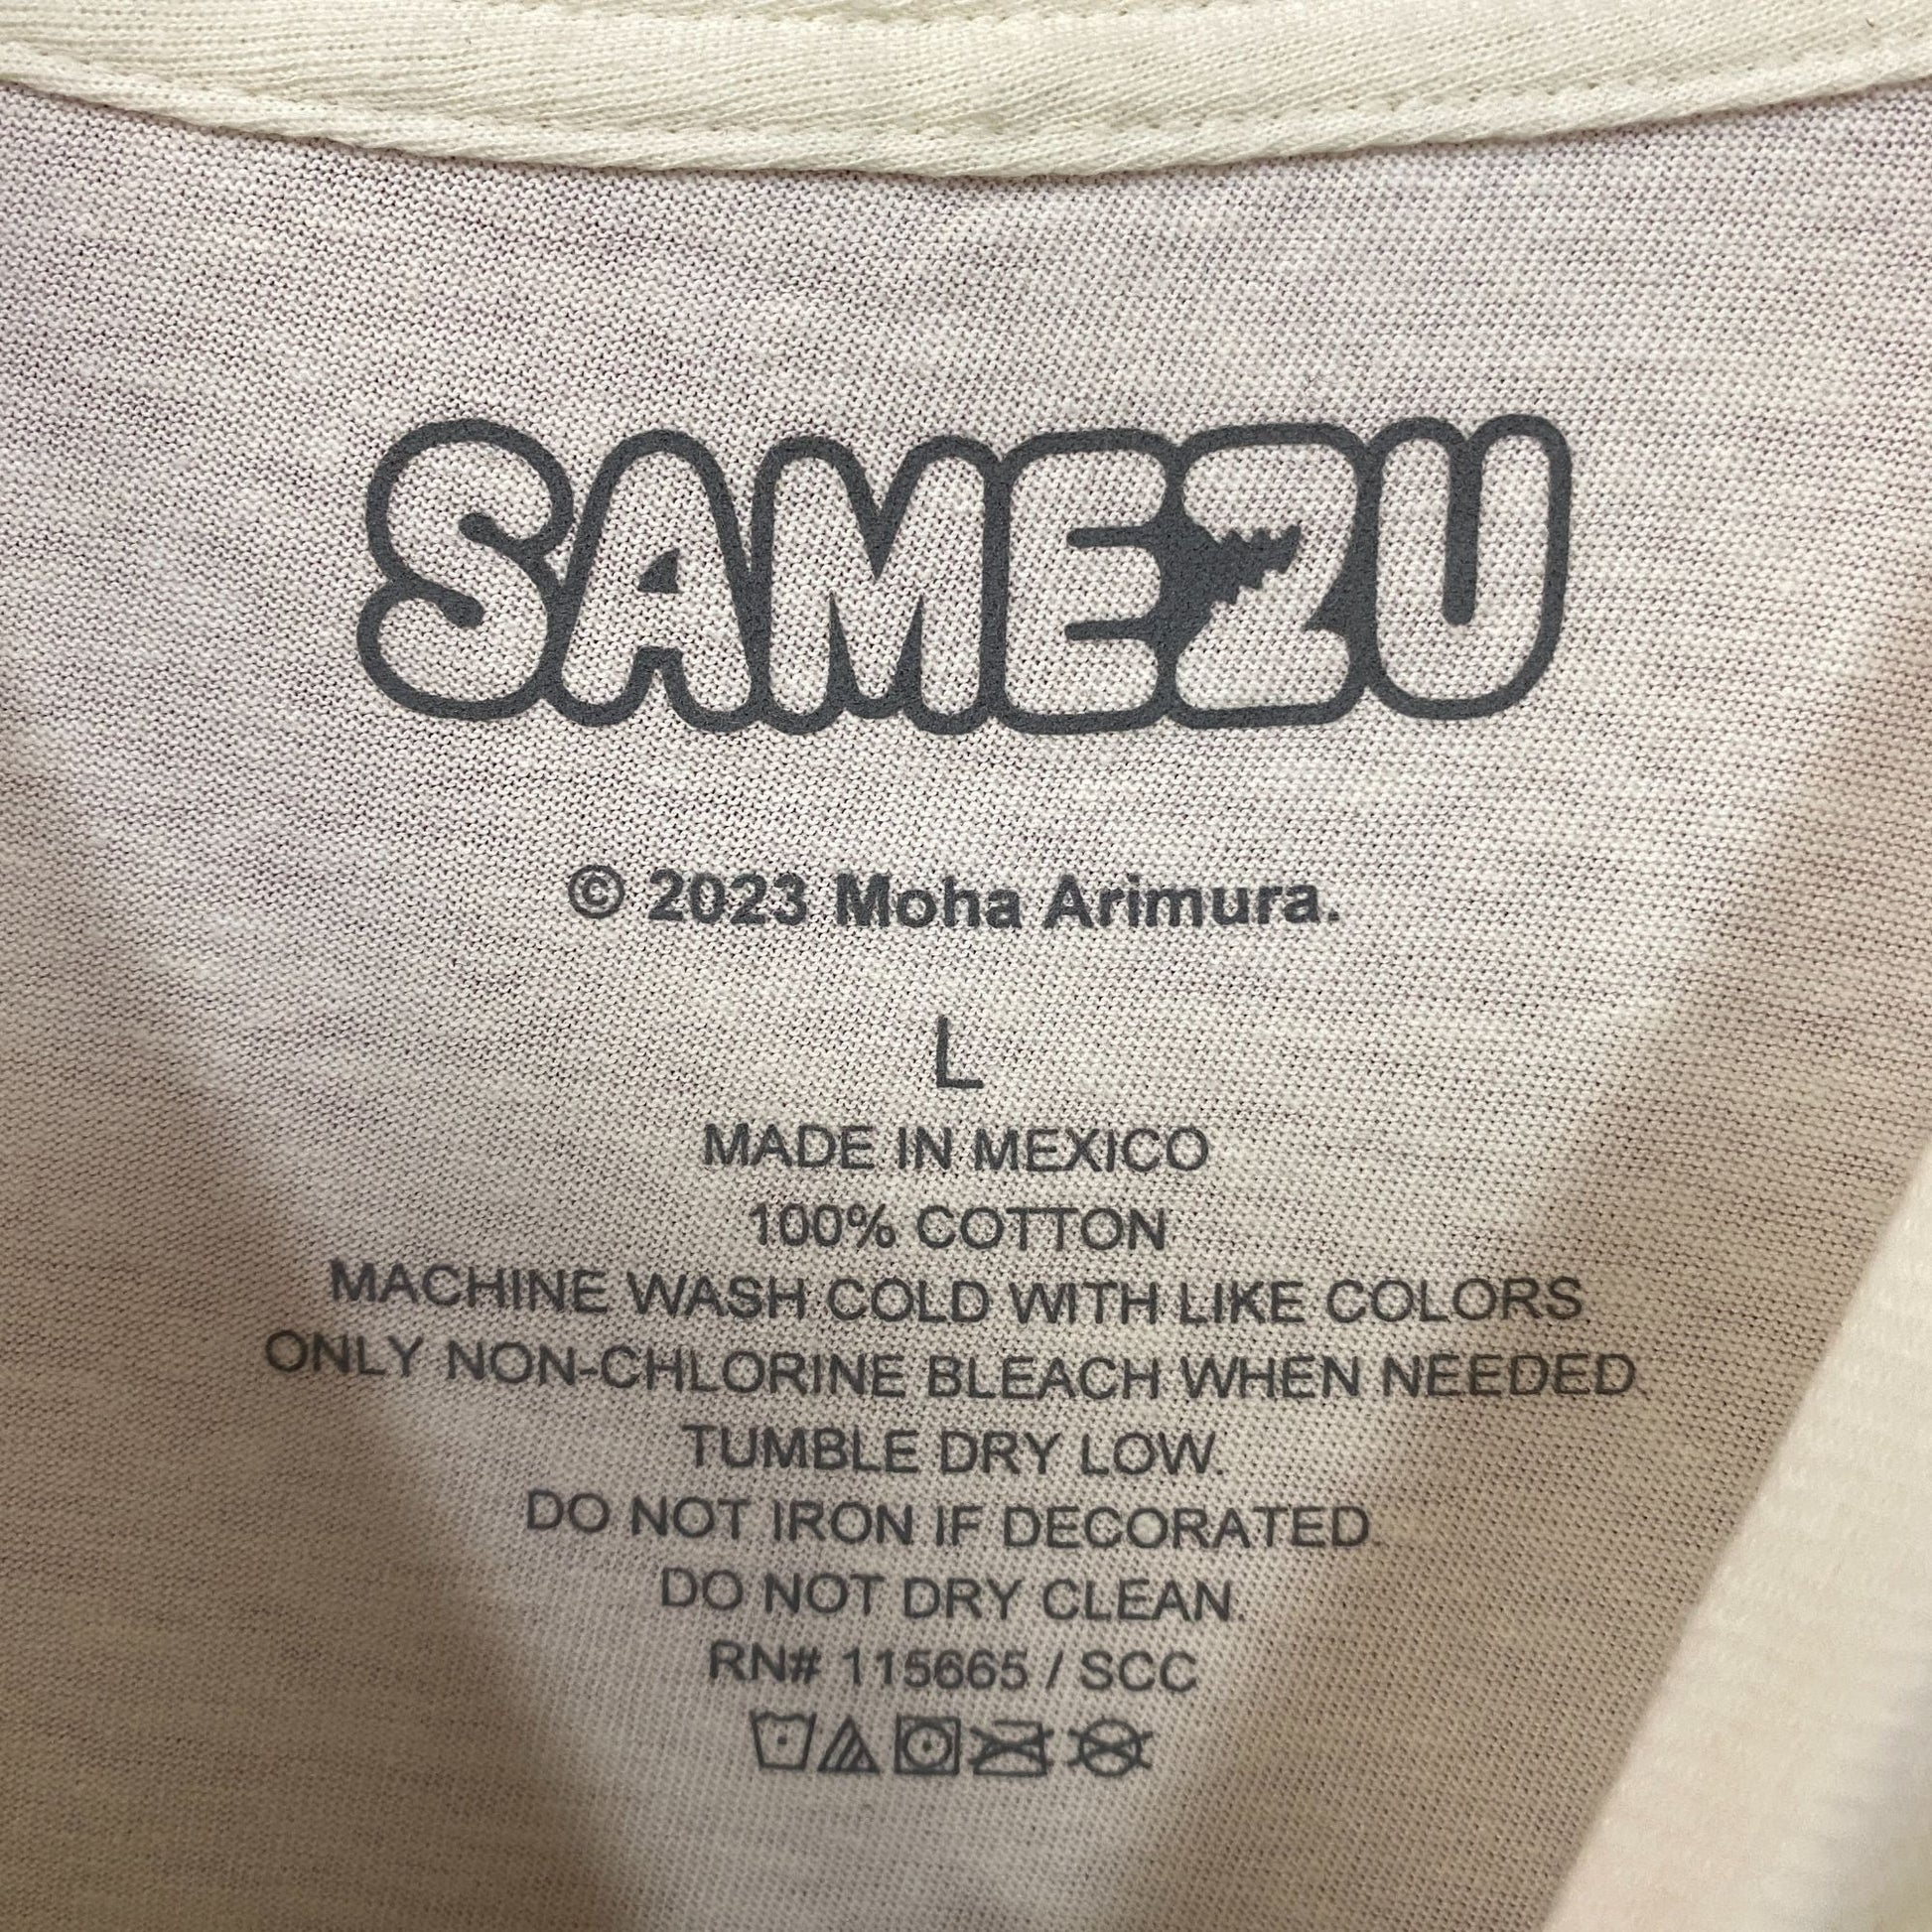 SAMEZU
© 2023 Moha Arimura.
L
MADE IN MEXICO
100% COTTON
MACHINE WASH COLD WITH LIKE COLORS
ONLY NON-CHLORINE BLEACH WHEN NEEDED
TUMBLE DRY LOW.
DO NOT IRON IF DECORATED.
DO NOT DRY CLEAN.
RN# 115665 / SCC